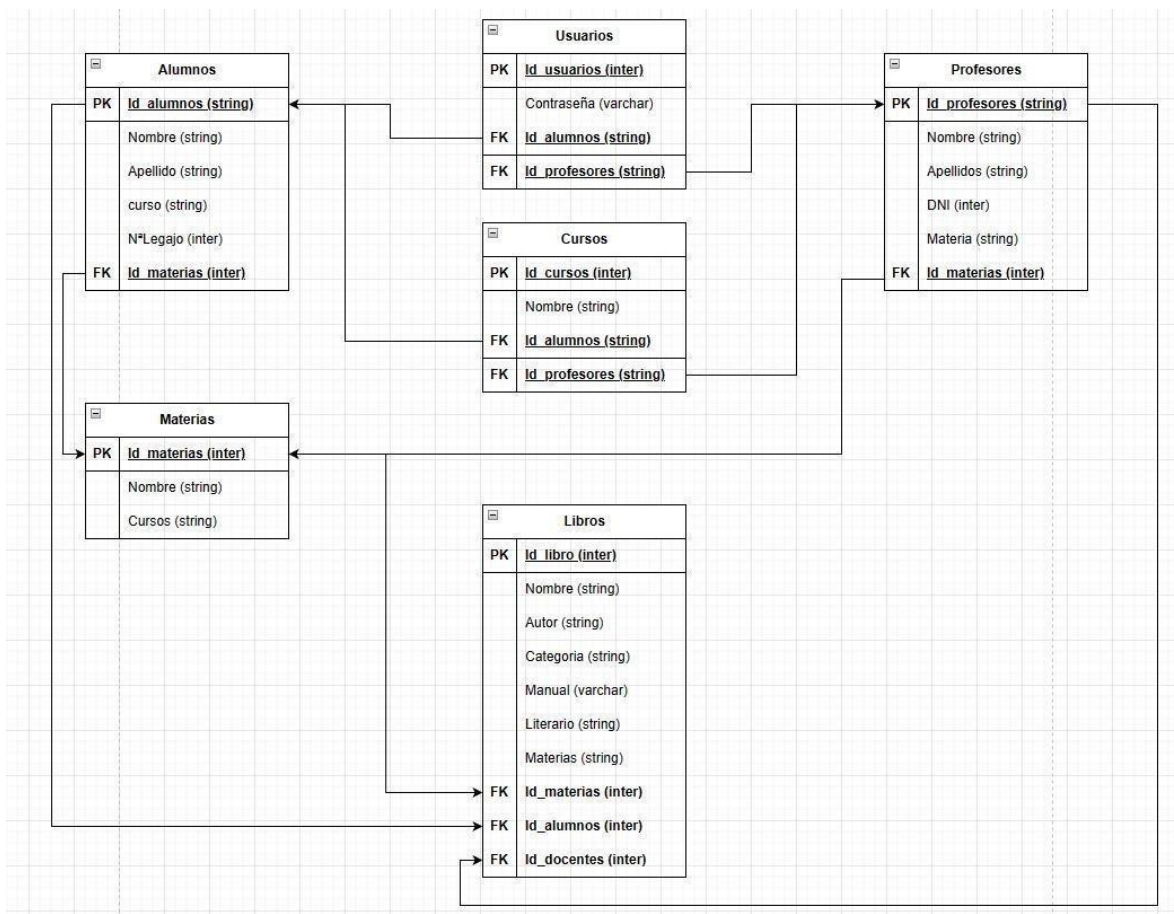 Usuarios
PK Id_usuarios (inter)
Contraseña (varchar)
FK Id_alumnos (string)
FK Id_profesores (string)
Alumnos
PK Id_alumnos (string)
Nombre (string)
Apellido (string)
curso (string)
NªLegajo (inter)
FK Id_materias (inter)
Profesores
PK Id_profesores (string)
Nombre (string)
Apellidos (string)
DNI (inter)
Materia (string)
FK Id_materias (inter)
Cursos
PK Id_cursos (inter)
Nombre (string)
FK Id_alumnos (string)
FK Id_profesores (string)
Materias
PK Id_materias (inter)
Nombre (string)
Cursos (string)
Libros
PK Id_libro (inter)
Nombre (string)
Autor (string)
Categoria (string)
Manual (varchar)
Literario (string)
Materias (string)
FK Id_materias (inter)
FK Id_alumnos (inter)
FK Id_docentes (inter)